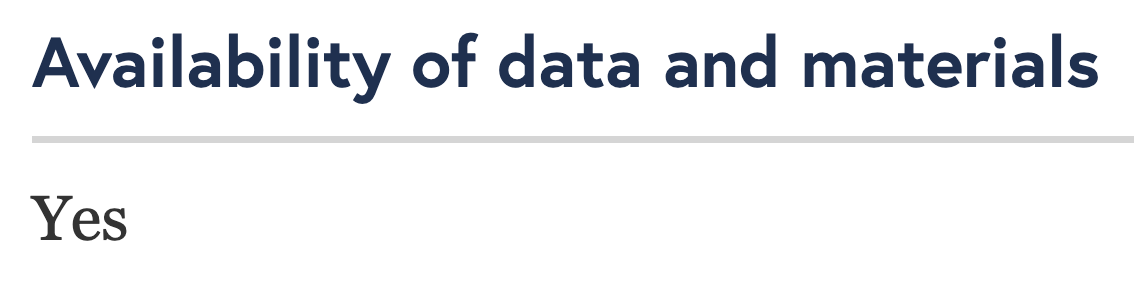 Availability of data and materials
Yes